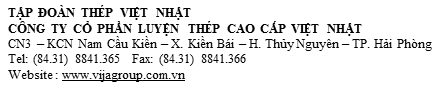 TẬP ĐOÀN THÉP VIỆT NHẬT
CÔNG TY CỔ PHẦN LUYỆN THÉP CAO CẤP VIỆT NHẬT
CN3 – KCN Nam Cầu Kiền – X. Kiền Bái – H. Thủy Nguyên – TP. Hải Phòng
Tel: (84.31) 8841.365 Fax: (84.31) 8841.366
Website: www.vijagroup.com.vn